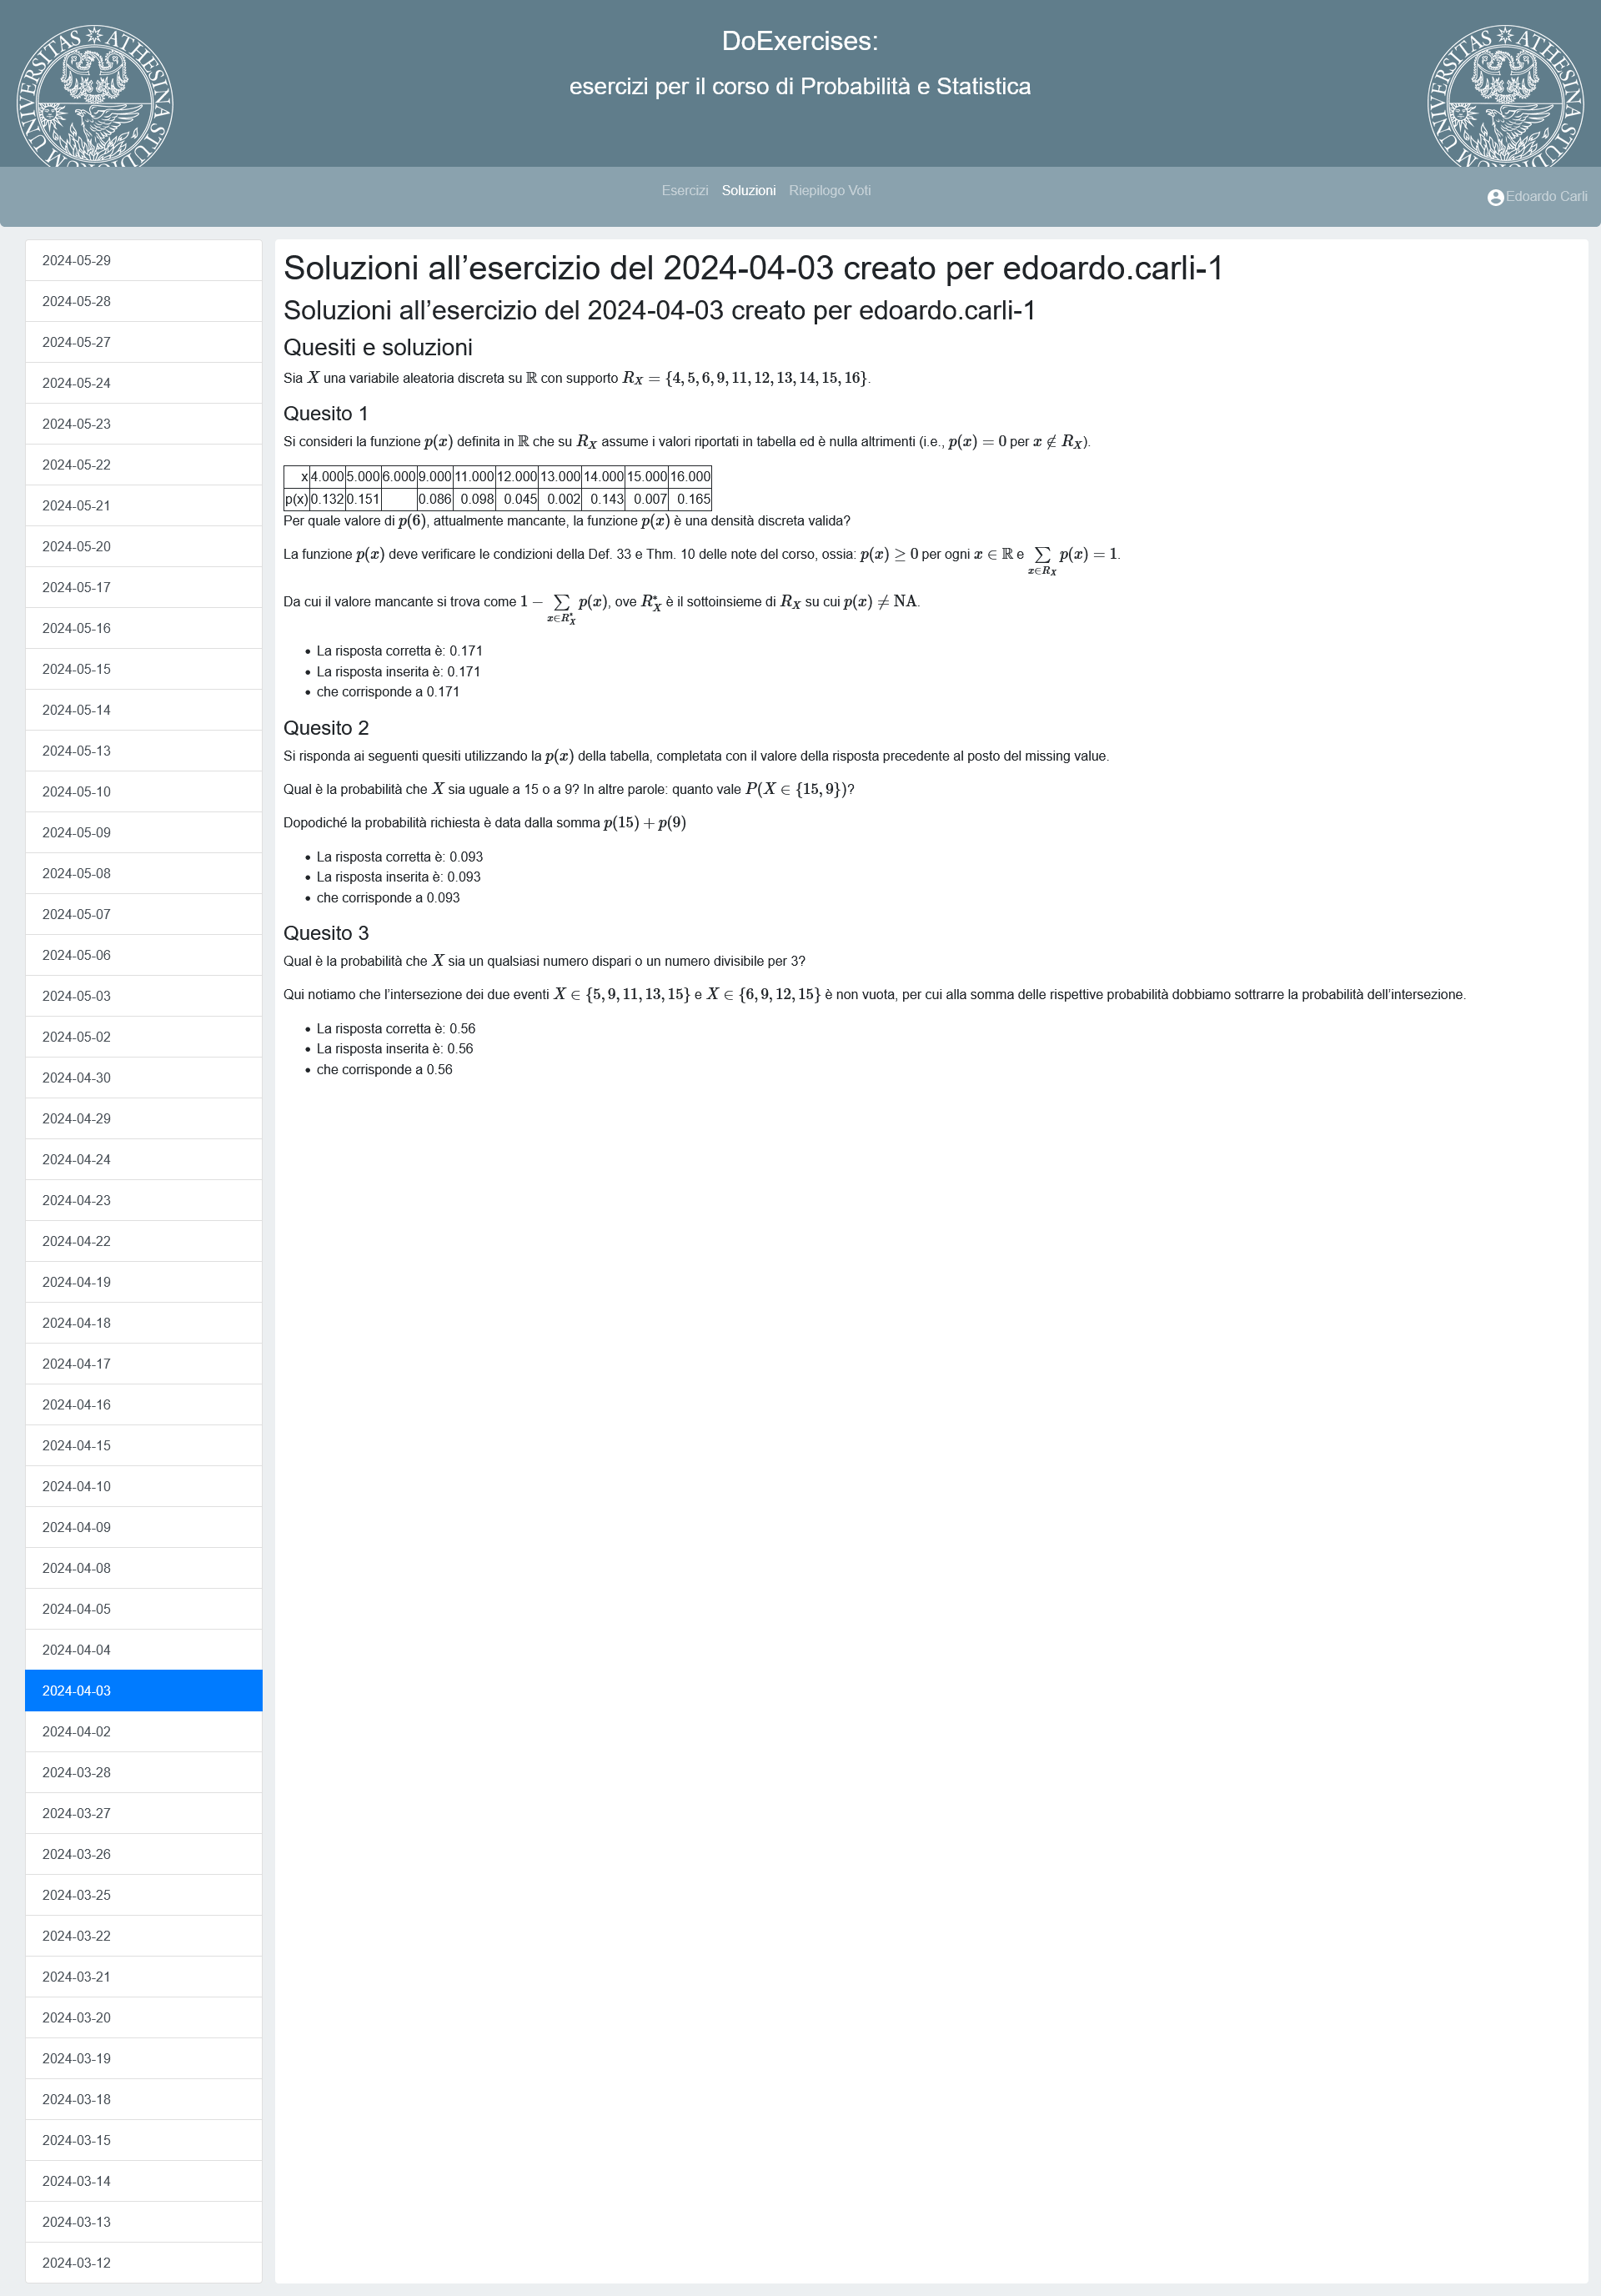 UNIVERSITAS ATHESINA STUDIORUM
DoExercises:
esercizi per il corso di Probabilità e Statistica
UNIVERSITAS ATHESINA STUDIORUM
Esercizi Soluzioni Riepilogo Voti
Edoardo Carli
2024-05-29
2024-05-28
2024-05-27
2024-05-24
2024-05-23
2024-05-22
2024-05-21
2024-05-20
2024-05-17
2024-05-16
2024-05-15
2024-05-14
2024-05-13
2024-05-10
2024-05-09
2024-05-08
2024-05-07
2024-05-06
2024-05-03
2024-05-02
2024-04-30
2024-04-29
2024-04-24
2024-04-23
2024-04-22
2024-04-19
2024-04-18
2024-04-17
2024-04-16
2024-04-15
2024-04-10
2024-04-09
2024-04-08
2024-04-05
2024-04-04
2024-04-03
2024-04-02
2024-03-28
2024-03-27
2024-03-26
2024-03-25
2024-03-22
2024-03-21
2024-03-20
2024-03-19
2024-03-18
2024-03-15
2024-03-14
2024-03-13
2024-03-12
Soluzioni all’esercizio del 2024-04-03 creato per edoardo.carli-1
Soluzioni all’esercizio del 2024-04-03 creato per edoardo.carli-1
Quesiti e soluzioni
Sia X una variabile aleatoria discreta su ℝ con supporto R_X = {4, 5, 6, 9, 11, 12, 13, 14, 15, 16}.
Quesito 1
Si consideri la funzione p(x) definita in ℝ che su R_X assume i valori riportati in tabella ed è nulla altrimenti (i.e., p(x) = 0 per x ∉ R_X).
x 4.000 5.000 6.000 9.000 11.000 12.000 13.000 14.000 15.000 16.000
p(x) 0.132 0.151 0.086 0.098 0.045 0.002 0.143 0.007 0.165
Per quale valore di p(6), attualmente mancante, la funzione p(x) è una densità discreta valida?
La funzione p(x) deve verificare le condizioni della Def. 33 e Thm. 10 delle note del corso, ossia: p(x) ≥ 0 per ogni x ∈ ℝ e ∑_{x∈R_X} p(x) = 1.
Da cui il valore mancante si trova come 1 − ∑_{x∈R*_X} p(x), ove R*_X è il sottoinsieme di R_X su cui p(x) ≠ NA.
• La risposta corretta è: 0.171
• La risposta inserita è: 0.171
• che corrisponde a 0.171
Quesito 2
Si risponda ai seguenti quesiti utilizzando la p(x) della tabella, completata con il valore della risposta precedente al posto del missing value.
Qual è la probabilità che X sia uguale a 15 o a 9? In altre parole: quanto vale P(X ∈ {15, 9})?
Dopodiché la probabilità richiesta è data dalla somma p(15) + p(9)
• La risposta corretta è: 0.093
• La risposta inserita è: 0.093
• che corrisponde a 0.093
Quesito 3
Qual è la probabilità che X sia un qualsiasi numero dispari o un numero divisibile per 3?
Qui notiamo che l’intersezione dei due eventi X ∈ {5, 9, 11, 13, 15} e X ∈ {6, 9, 12, 15} è non vuota, per cui alla somma delle rispettive probabilità dobbiamo sottrarre la probabilità dell’intersezione.
• La risposta corretta è: 0.56
• La risposta inserita è: 0.56
• che corrisponde a 0.56